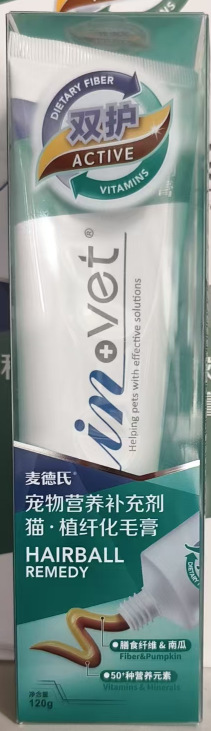 DIETARY FIBER
双护
ACTIVE
VITAMINS
膏
in+vet®
Helping pets with effective solutions
麦德氏®
宠物营养补充剂
猫·植纤化毛膏
HAIRBALL
REMEDY
膳食纤维 & 南瓜
Fiber&Pumpkin
50+种营养元素
Vitamins & Minerals
净含量
120g